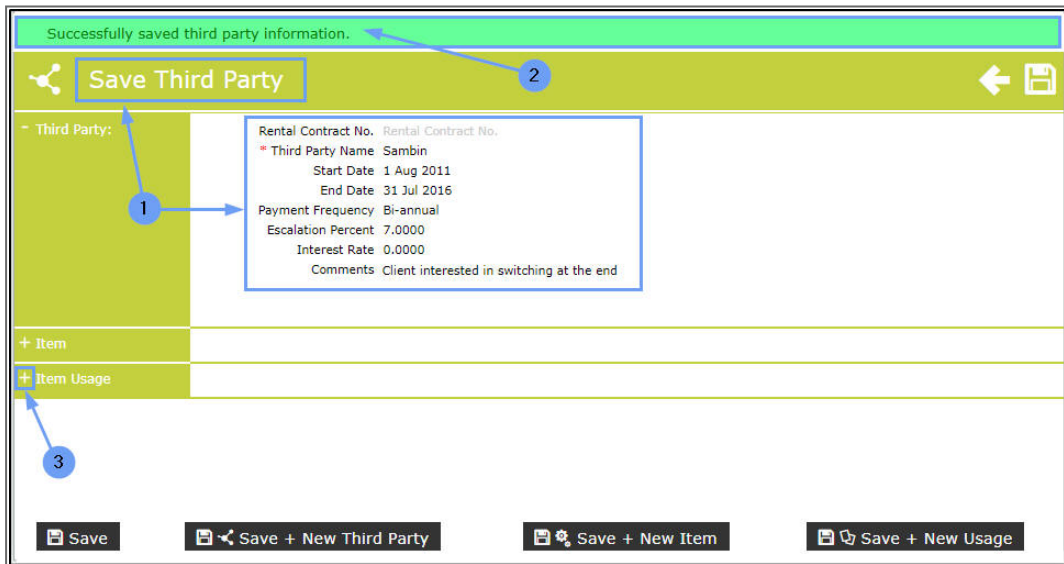 Successfully saved third party information.
2
Save Third Party
- Third Party:
Rental Contract No. Rental Contract No.
* Third Party Name Sambin
Start Date 1 Aug 2011
End Date 31 Jul 2016
1
Payment Frequency Bi-annual
Escalation Percent 7.0000
Interest Rate 0.0000
Comments Client interested in switching at the end
+ Item
+ Item Usage
3
Save
Save + New Third Party
Save + New Item
Save + New Usage